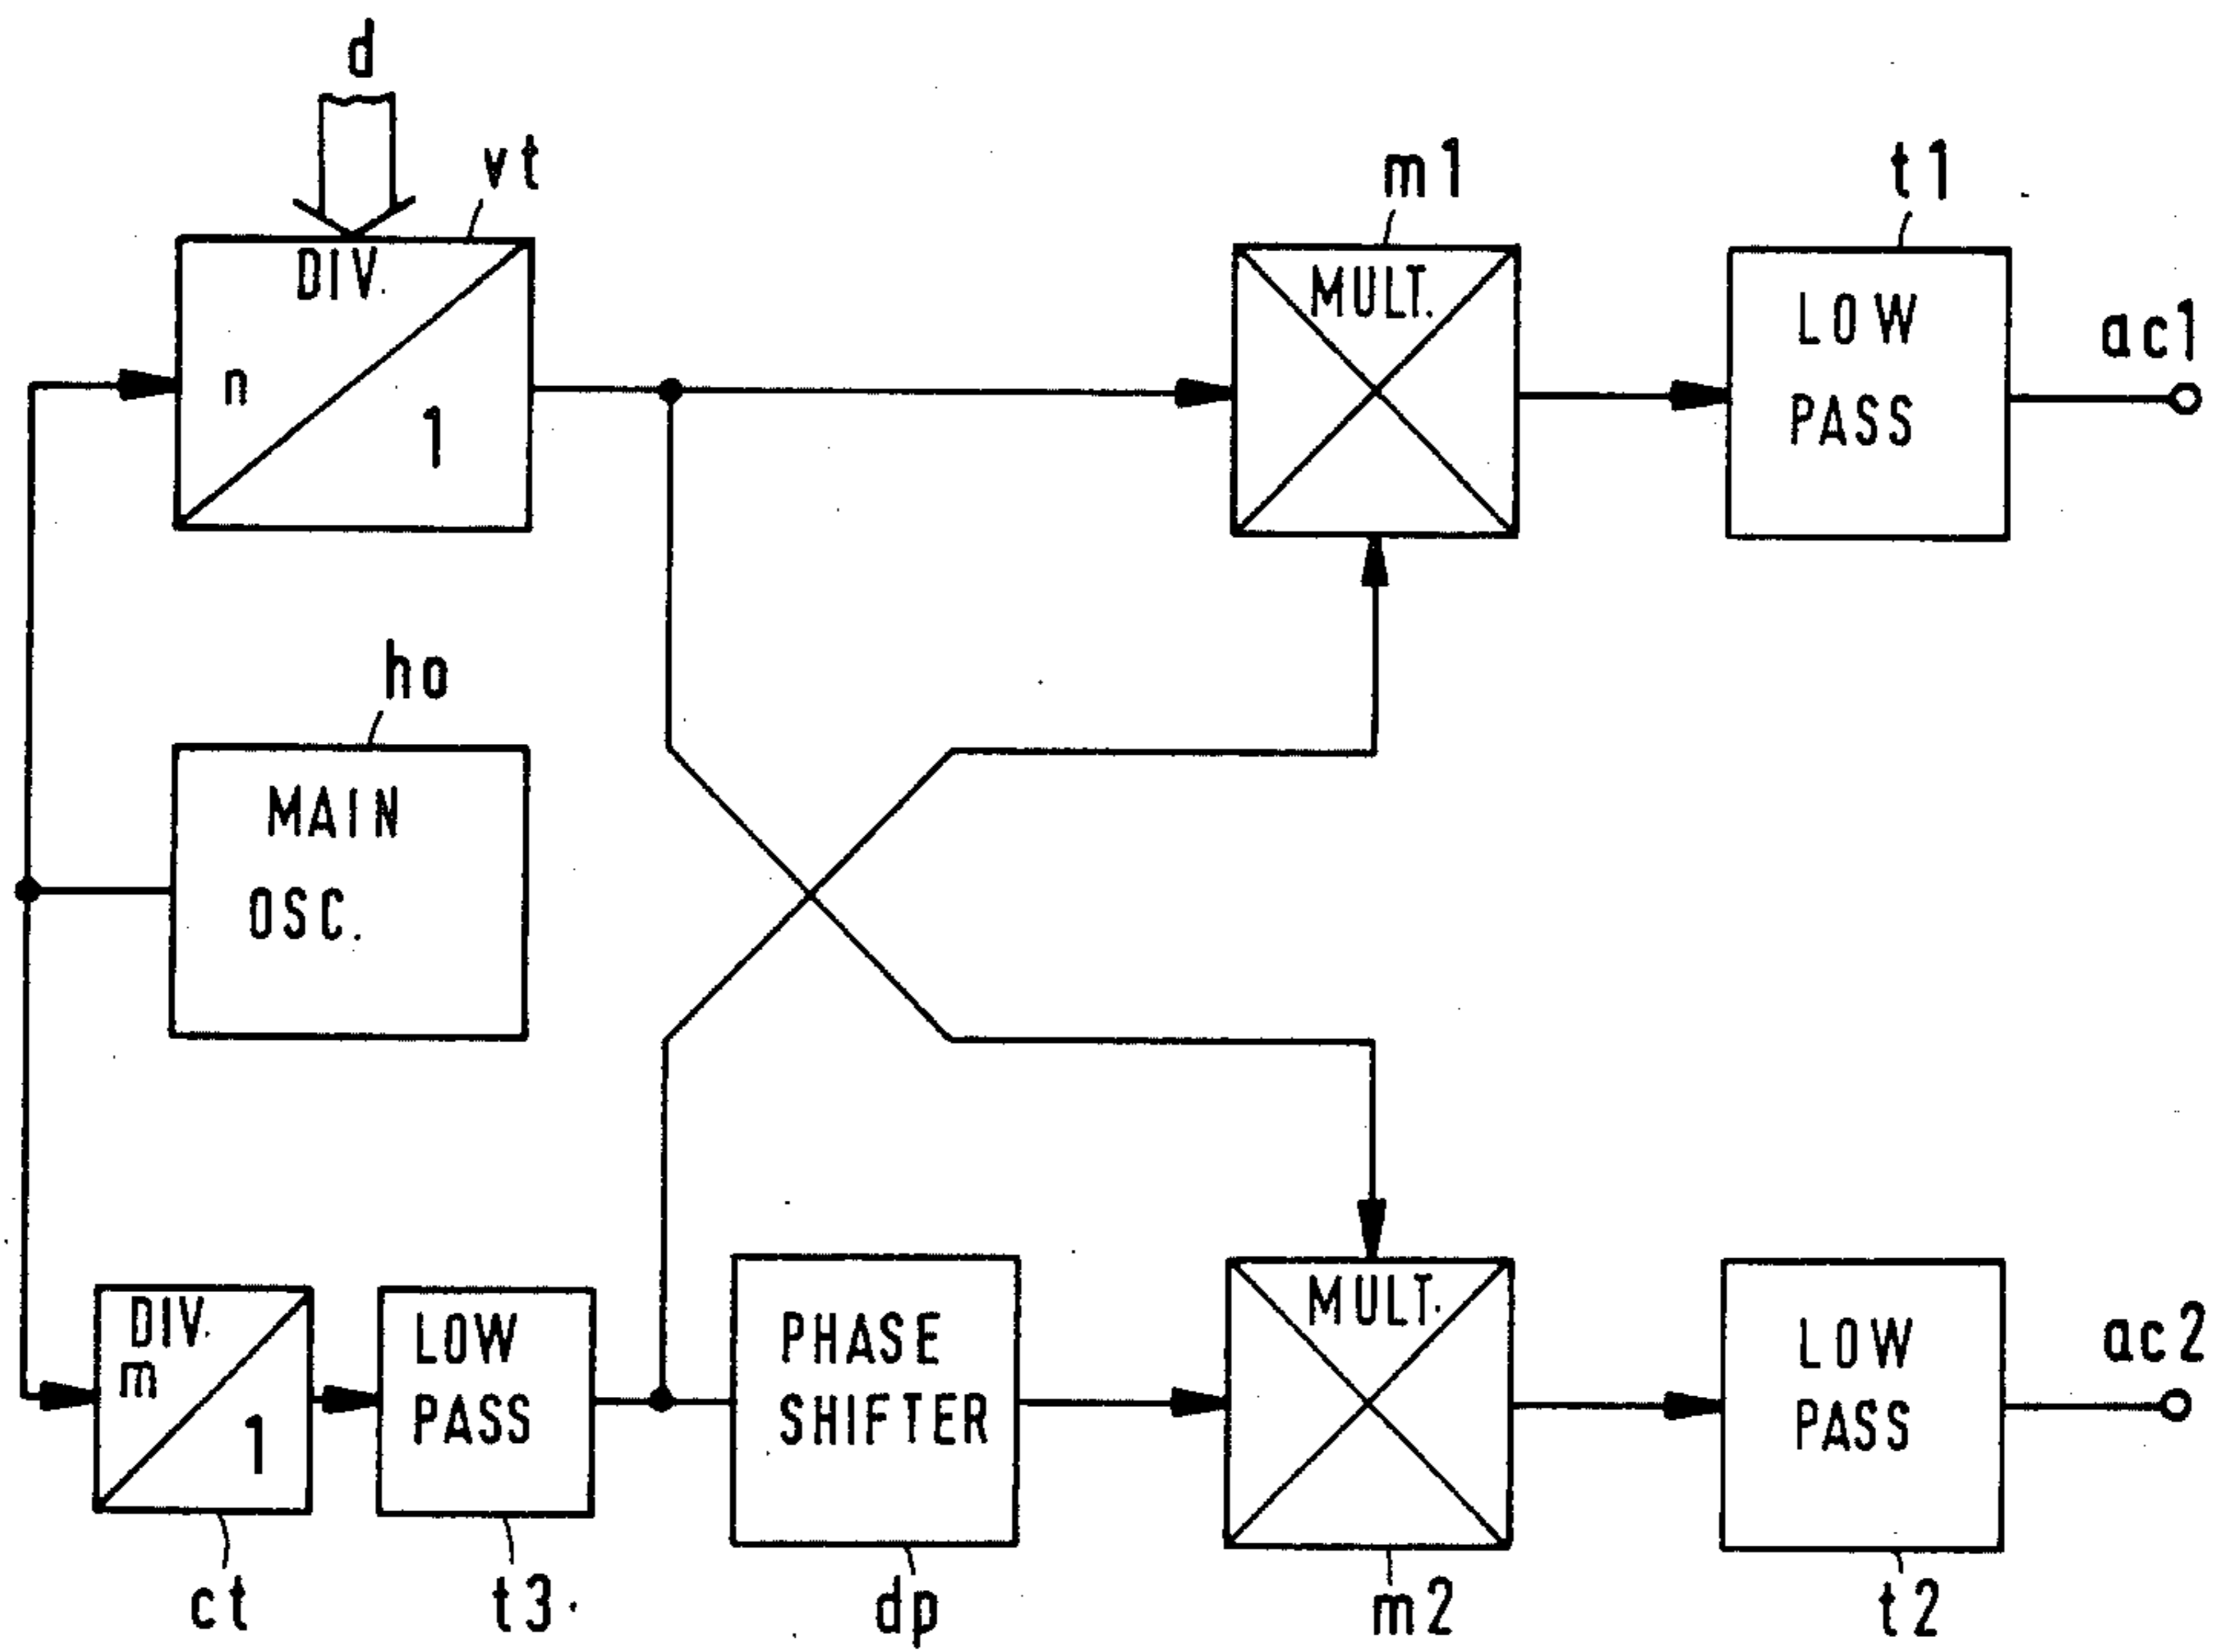 d
vt
DIV.
n
1
m1
MULT.
t1
LOW
PASS
ac1
ho
MAIN
OSC.
DIV.
m
1
ct
LOW
PASS
t3
PHASE
SHIFTER
dp
MULT.
m2
LOW
PASS
t2
ac2